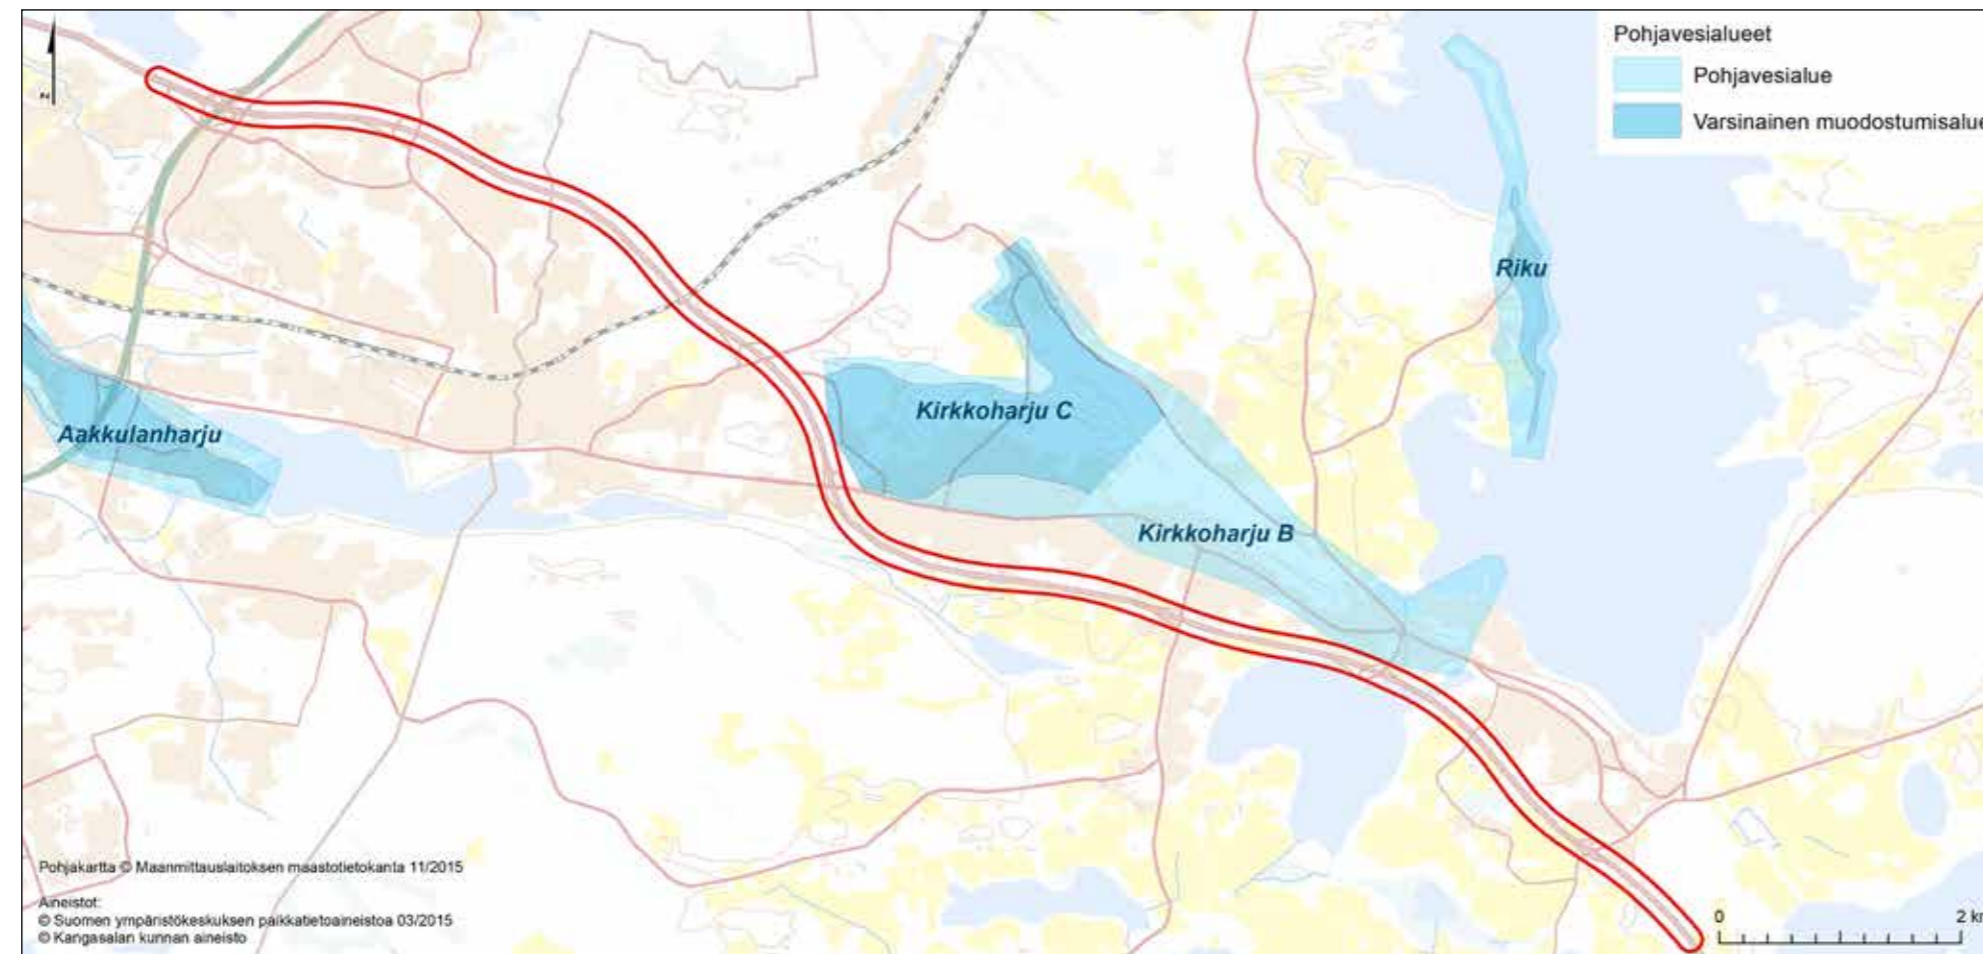 Pohjavesialueet
Pohjavesialue
Varsinainen muodostumisalue
N
Riku
Kirkkoharju C
Aakkulanharju
Kirkkoharju B
Pohjakartta © Maanmittauslaitoksen maastotietokanta 11/2015
Aineistot:
© Suomen ympäristökeskuksen paikkatietoaineistoa 03/2015
© Kangasalan kunnan aineisto
0 2 km